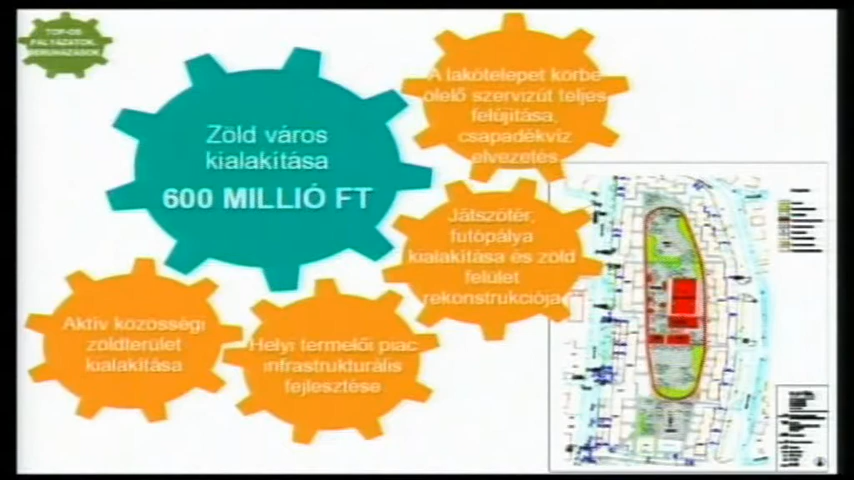 TOP-OS
PÁLYÁZATOK,
BERUHÁZÁSOK
Zöld város
kialakítása
600 MILLIÓ FT
A lakótelepet körbe
ölelő szervizút teljes
felújítása,
csapadékvíz
elvezetés
Játszótér,
futópálya
kialakítása és zöld
felület
rekonstrukciója
Aktív közösségi
zöldterület
kialakítása
Helyi termelői piac
infrastrukturális
fejlesztése